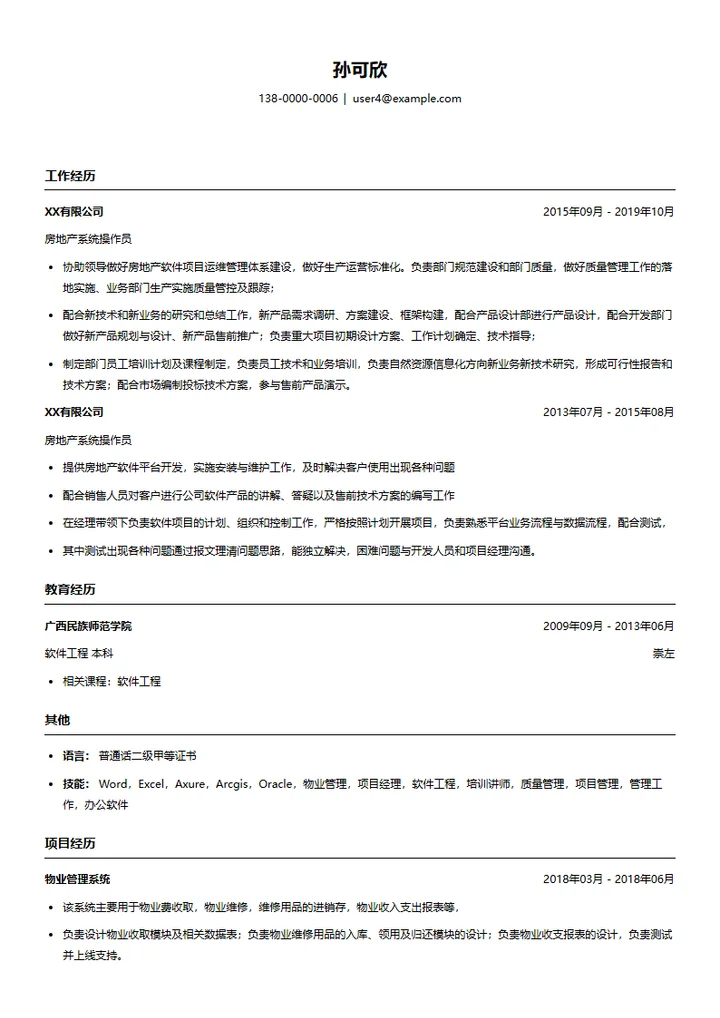 孙可欣
138-0000-0006 | user4@example.com
工作经历
XX有限公司 2015年09月 - 2019年10月
房地产系统操作员
• 协助领导做好房地产软件项目运维管理体系建设，做好生产运营标准化。负责部门规范建设和部门质量，做好质量管理工作的落
地实施、业务部门生产实施质量管控及跟踪；
• 配合新技术和新业务的研究和总结工作，新产品需求调研、方案建设、框架构建，配合产品设计部进行产品设计，配合开发部门
做好新产品规划与设计、新产品售前推广；负责重大项目初期设计方案、工作计划确定、技术指导；
• 制定部门员工培训计划及课程制定，负责员工技术和业务培训，负责自然资源信息化方向新业务新技术研究，形成可行性报告和
技术方案；配合市场编制投标技术方案，参与售前产品演示。
XX有限公司 2013年07月 - 2015年08月
房地产系统操作员
• 提供房地产软件平台开发，实施安装与维护工作，及时解决客户使用出现各种问题
• 配合销售人员对客户进行公司软件产品的讲解、答疑以及售前技术方案的编写工作
• 在经理带领下负责软件项目的计划、组织和控制工作，严格按照计划开展项目，负责熟悉平台业务流程与数据流程，配合测试，
• 其中测试出现各种问题通过报文理清问题思路，能独立解决，困难问题与开发人员和项目经理沟通。
教育经历
广西民族师范学院 2009年09月 - 2013年06月
软件工程 本科 崇左
• 相关课程：软件工程
其他
• 语言： 普通话二级甲等证书
• 技能： Word，Excel，Axure，Arcgis，Oracle，物业管理，项目经理，软件工程，培训讲师，质量管理，项目管理，管理工
作，办公软件
项目经历
物业管理系统 2018年03月 - 2018年06月
• 该系统主要用于物业费收取，物业维修，维修用品的进销存，物业收入支出报表等，
• 负责设计物业收取模块及相关数据表；负责物业维修用品的入库、领用及归还模块的设计；负责物业收支报表的设计，负责测试
并上线支持。